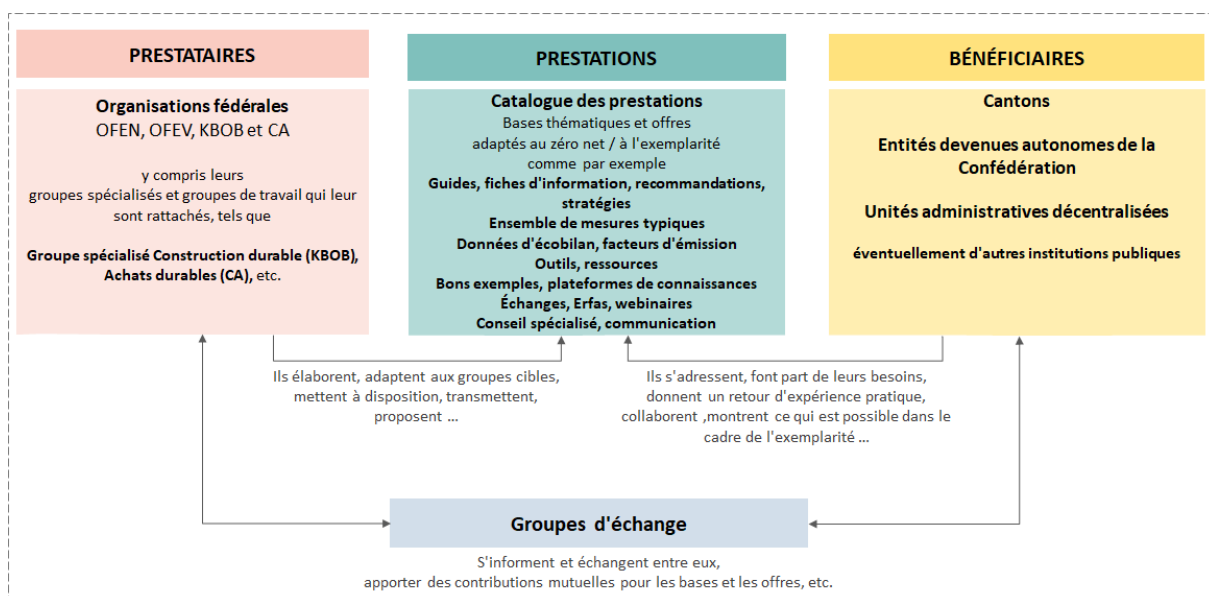 PRESTATAIRES
Organisations fédérales
OFEN, OFEV, KBOB et CA
y compris leurs
groupes spécialisés et groupes de travail qui leur
sont rattachés, tels que
Groupe spécialisé Construction durable (KBOB),
Achats durables (CA), etc.
PRESTATIONS
Catalogue des prestations
Bases thématiques et offres
adaptés au zéro net / à l'exemplarité
comme par exemple
Guides, fiches d'information, recommandations,
stratégies
Ensemble de mesures typiques
Données d'écobilan, facteurs d'émission
Outils, ressources
Bons exemples, plateformes de connaissances
Échanges, Erfas, webinaires
Conseil spécialisé, communication
BÉNÉFICIAIRES
Cantons
Entités devenues autonomes de la
Confédération
Unités administratives décentralisées
éventuellement d'autres institutions publiques
Ils élaborent, adaptent aux groupes cibles,
mettent à disposition, transmettent,
proposent ...
Ils s'adressent, font part de leurs besoins,
donnent un retour d'expérience pratique,
collaborent ,montrent ce qui est possible dans le
cadre de l'exemplarité ...
Groupes d'échange
S'informent et échangent entre eux,
apporter des contributions mutuelles pour les bases et les offres, etc.